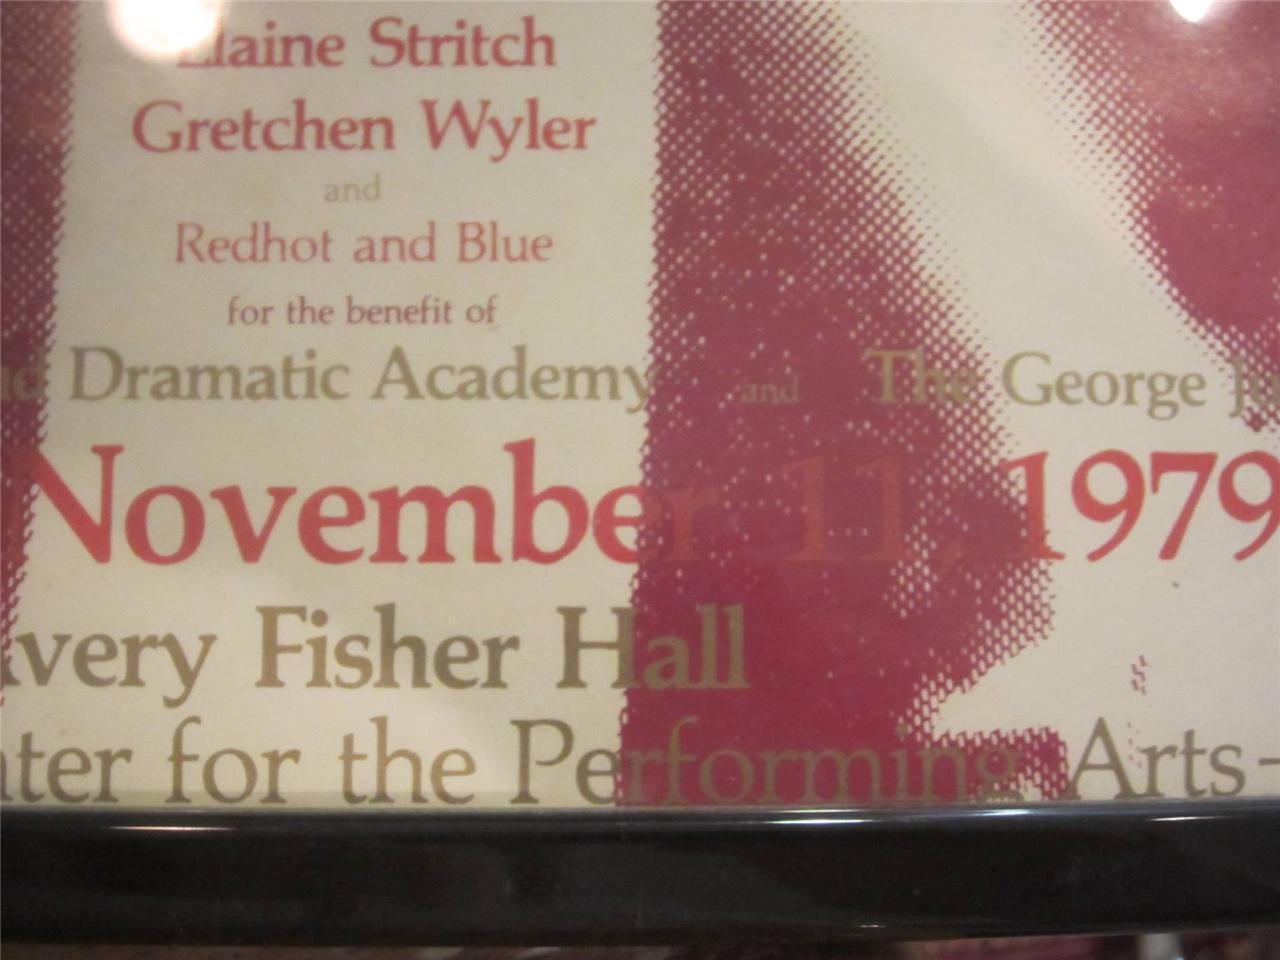 Elaine Stritch
Gretchen Wyler
and
Redhot and Blue
for the benefit of
Dramatic Academy and The George
November 11, 1979
Avery Fisher Hall
for the Performing Arts-